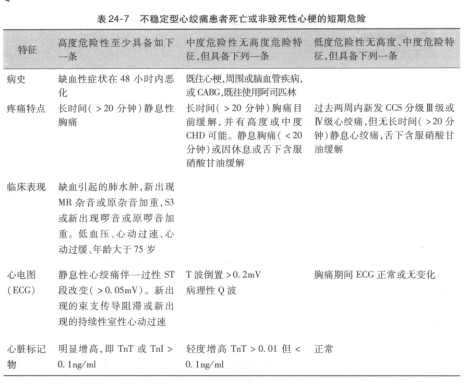 表 24-7 不稳定型心绞痛患者死亡或非致死性心梗的短期危险
特征
高度危险性至少具备如下
一条
中度危险性无高度危险特
征,但具备下列一条
低度危险性无高度、中度危险特
征,但具备下列一条
病史
缺血性症状在 48 小时内恶
化
既往心梗,周围或脑血管疾病,
或 CABG,既往使用阿司匹林
疼痛特点
长时间(>20 分钟)静息性
胸痛
长时间(>20 分钟)胸痛目
前缓解,并有高度或中度
CHD 可能。静息胸痛(<20
分钟)或因休息或舌下含服
硝酸甘油缓解
过去两周内新发 CCS 分级Ⅲ级或
Ⅳ级心绞痛,但无长时间(>20 分
钟)静息心绞痛,舌下含服硝酸甘
油缓解
临床表现
缺血引起的肺水肿,新出现
MR 杂音或原杂音加重,S3
或新出现啰音或原啰音加
重。低血压、心动过速、心
动过缓、年龄大于 75 岁
心电图
(ECG)
静息性心绞痛伴一过性 ST
段改变(>0.05mV)。新出
现的束支传导阻滞或新出
现的持续性室性心动过速
T 波倒置>0.2mV
病理性 Q 波
胸痛期间 ECG 正常或无变化
心脏标记
物
明显增高,即 TnT 或 TnI>
0.1ng/ml
轻度增高 TnT>0.01 但<
0.1ng/ml
正常